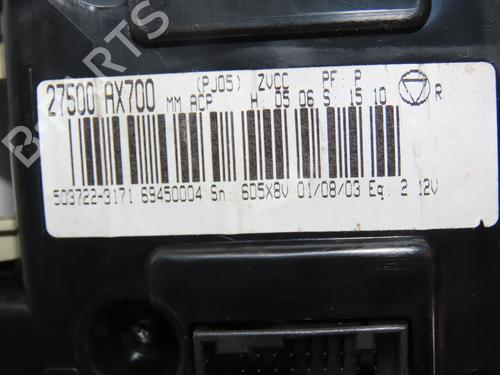 27500 AX700 (PJ05) ZVCC PF P
MM ACP H 05 06 S 15 10 R
503722-3171 69450004 Sn: 6D5X8V 01/08/03 Eq: 2 12V